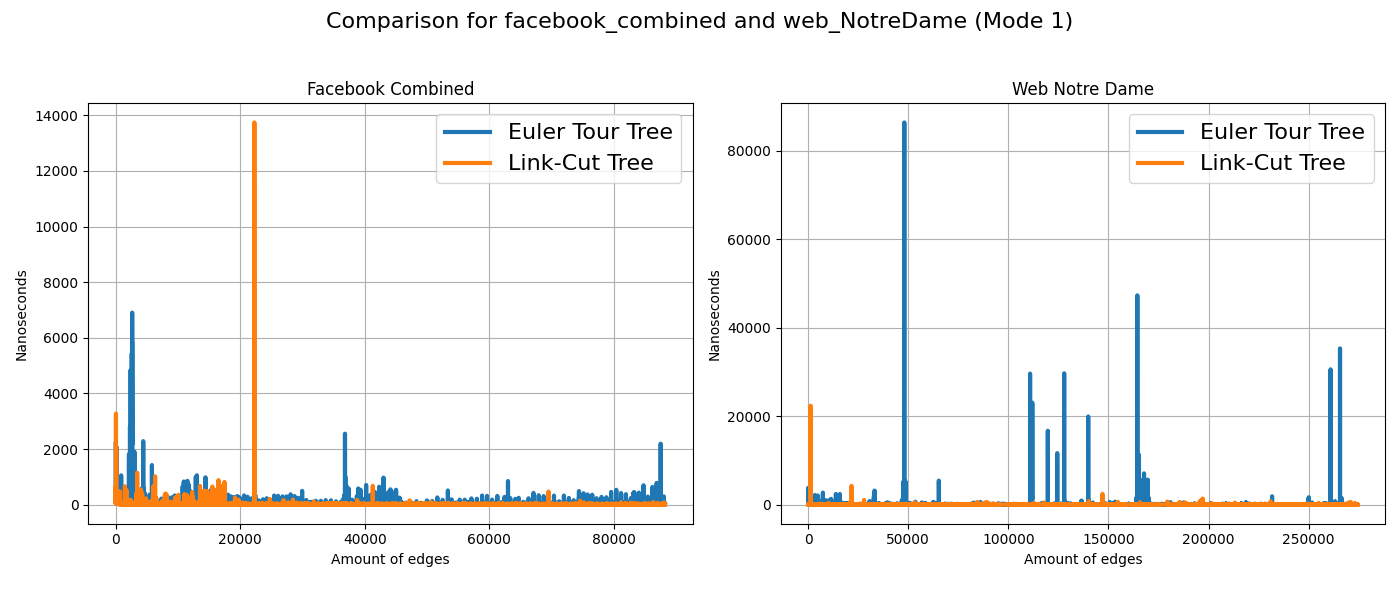 Comparison for facebook_combined and web_NotreDame (Mode 1)
Facebook Combined
14000
12000
10000
8000
6000
4000
2000
0
Nanoseconds
Euler Tour Tree
Link-Cut Tree
0 20000 40000 60000 80000
Amount of edges
Web Notre Dame
80000
60000
40000
20000
0
Nanoseconds
Euler Tour Tree
Link-Cut Tree
0 50000 100000 150000 200000 250000
Amount of edges